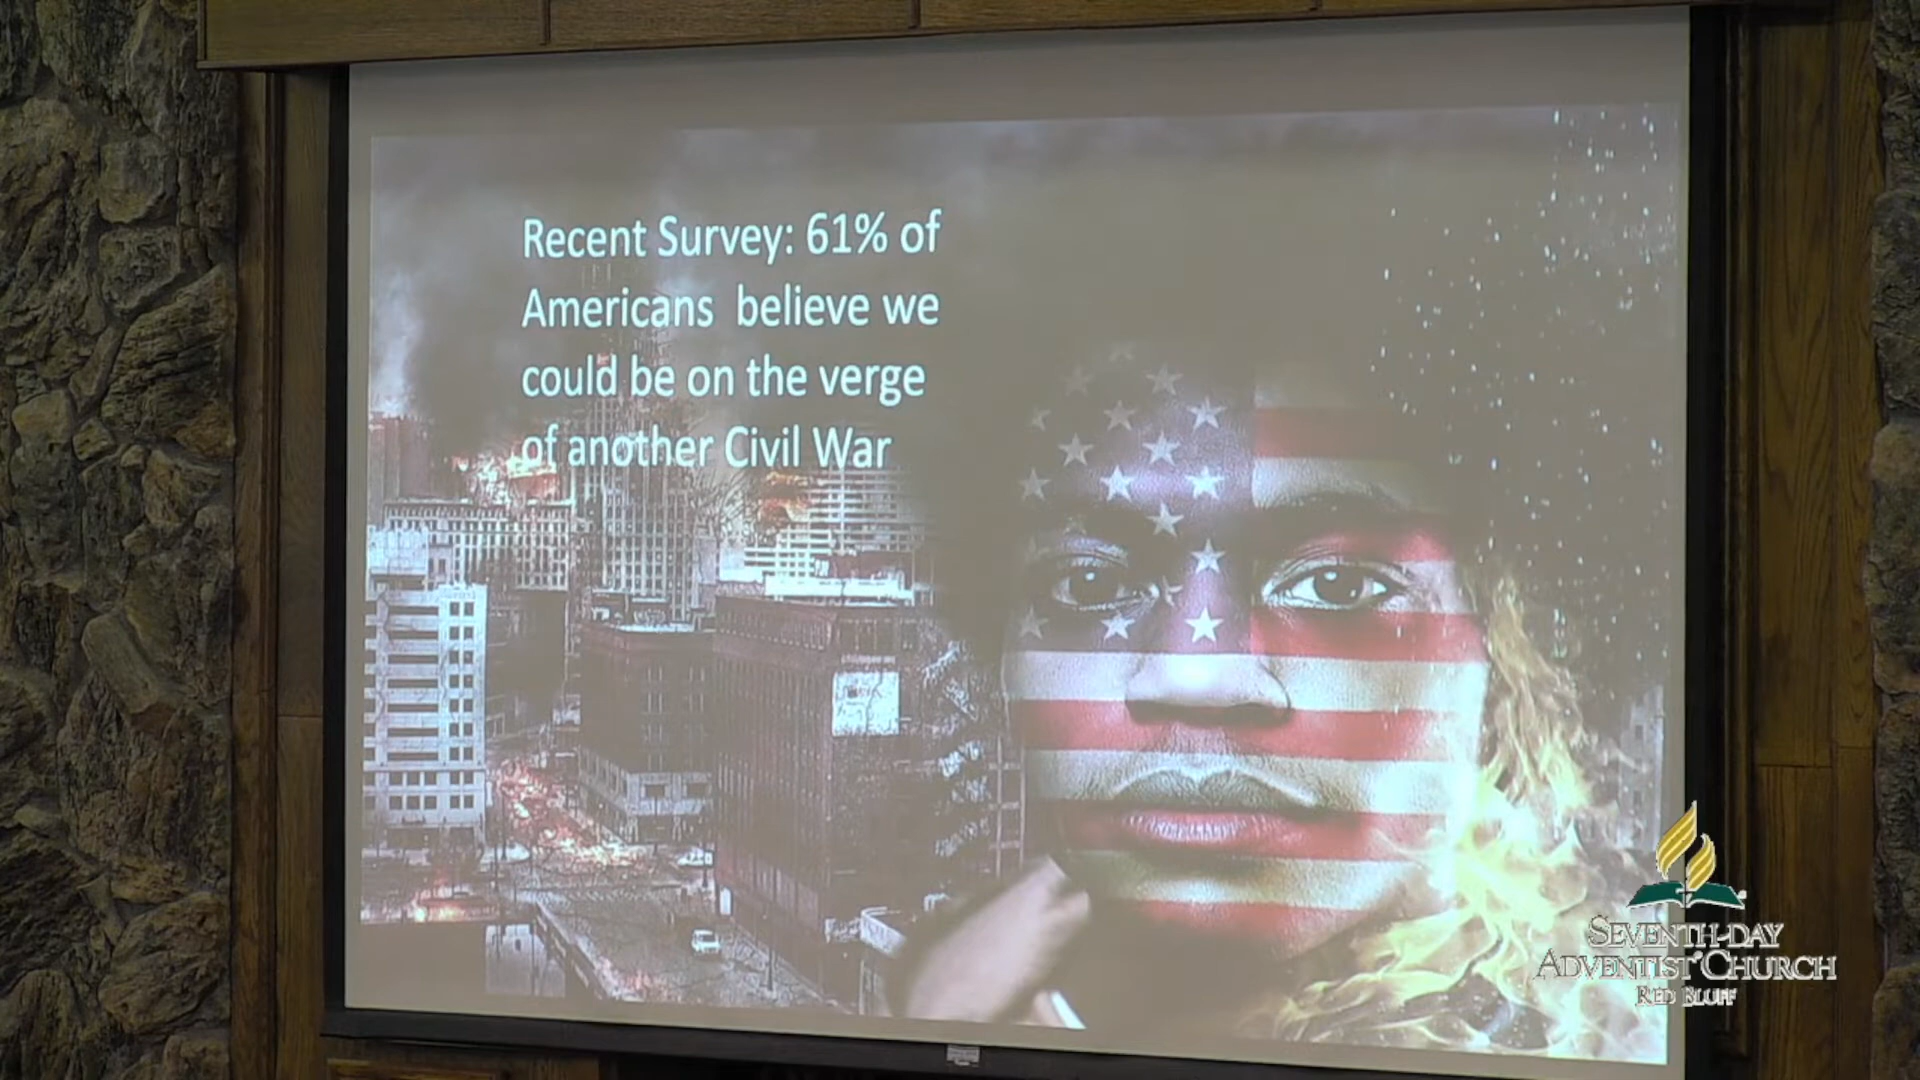 Recent Survey: 61% of
Americans believe we
could be on the verge
of another Civil War
SEVENTH-DAY
ADVENTIST CHURCH
RED BLUFF